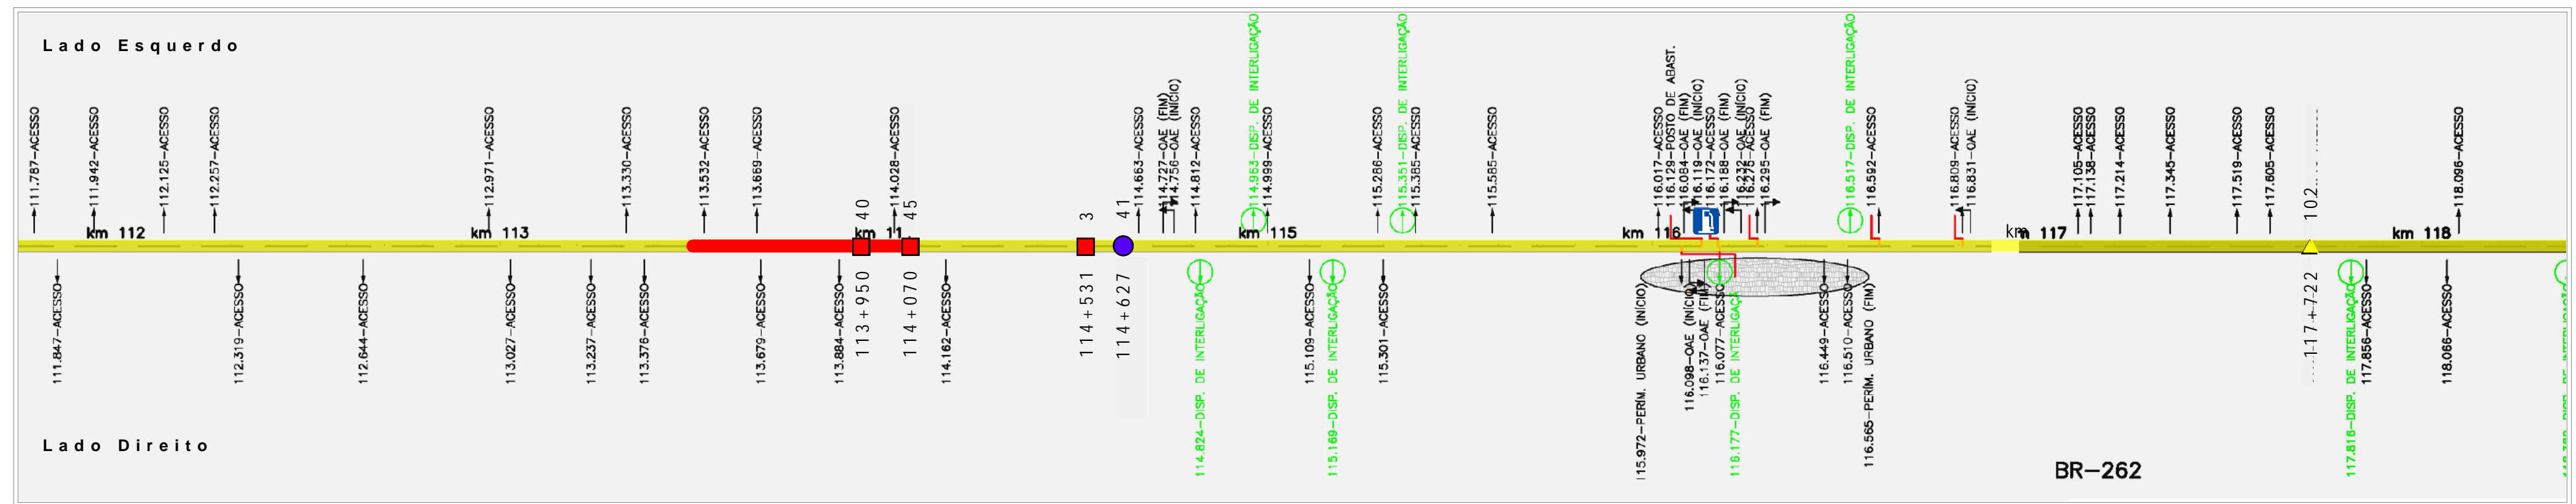 Lado Esquerdo
111.787-ACESSO
111.942-ACESSO
112.125-ACESSO
112.257-ACESSO
112.971-ACESSO
113.330-ACESSO
113.532-ACESSO
113.669-ACESSO
114.028-ACESSO
114.663-ACESSO
114.727-OAE (FIM)
114.756-OAE (INÍCIO)
114.812-ACESSO
114.963-DISP. DE INTERLIGAÇÃO
114.999-ACESSO
115.286-ACESSO
115.351-DISP. DE INTERLIGAÇÃO
115.385-ACESSO
115.585-ACESSO
116.017-ACESSO
116.129-POSTO DE ABAST.
116.084-OAE (FIM)
116.119-OAE (INÍCIO)
116.172-ACESSO
116.188-OAE (FIM)
116.232-OAE (INÍCIO)
116.276-ACESSO
116.295-OAE (FIM)
116.517-DISP. DE INTERLIGAÇÃO
116.592-ACESSO
116.809-ACESSO
116.831-OAE (INÍCIO)
117.105-ACESSO
117.138-ACESSO
117.214-ACESSO
117.345-ACESSO
117.519-ACESSO
117.605-ACESSO
118.096-ACESSO
40
45
3
41
102
km 112
km 113
km 11
km 115
km 116
km
117
km 118
111.847-ACESSO
112.319-ACESSO
112.644-ACESSO
113.027-ACESSO
113.237-ACESSO
113.376-ACESSO
113.679-ACESSO
113.884-ACESSO
113+950
114+070
114.162-ACESSO
114+531
114+627
114.824-DISP. DE INTERLIGAÇÃO
115.109-ACESSO
115.169-DISP. DE INTERLIGAÇÃO
115.301-ACESSO
115.972-PERÍM. URBANO (INÍCIO)
116.098-OAE (INÍCIO)
116.137-OAE (FIM)
116.077-ACESSO
116.177-DISP. DE INTERLIGAÇÃ
116.449-ACESSO
116.510-ACESSO
116.565-PERÍM. URBANO (FIM)
117+722
117.816-DISP. DE INTERLIGAÇÃO
117.856-ACESSO
118.066-ACESSO
Lado Direito
BR-262